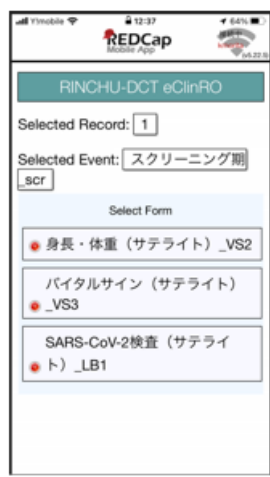 Y!mobile 12:37 64%
REDCap
Mobile App
RINCHU-DCT eClinRO
Selected Record: 1
Selected Event: スクリーニング期
_scr
Select Form
身長・体重（サテライト）_VS2
バイタルサイン（サテライト）
_VS3
SARS-CoV-2検査（サテライ
ト）_LB1